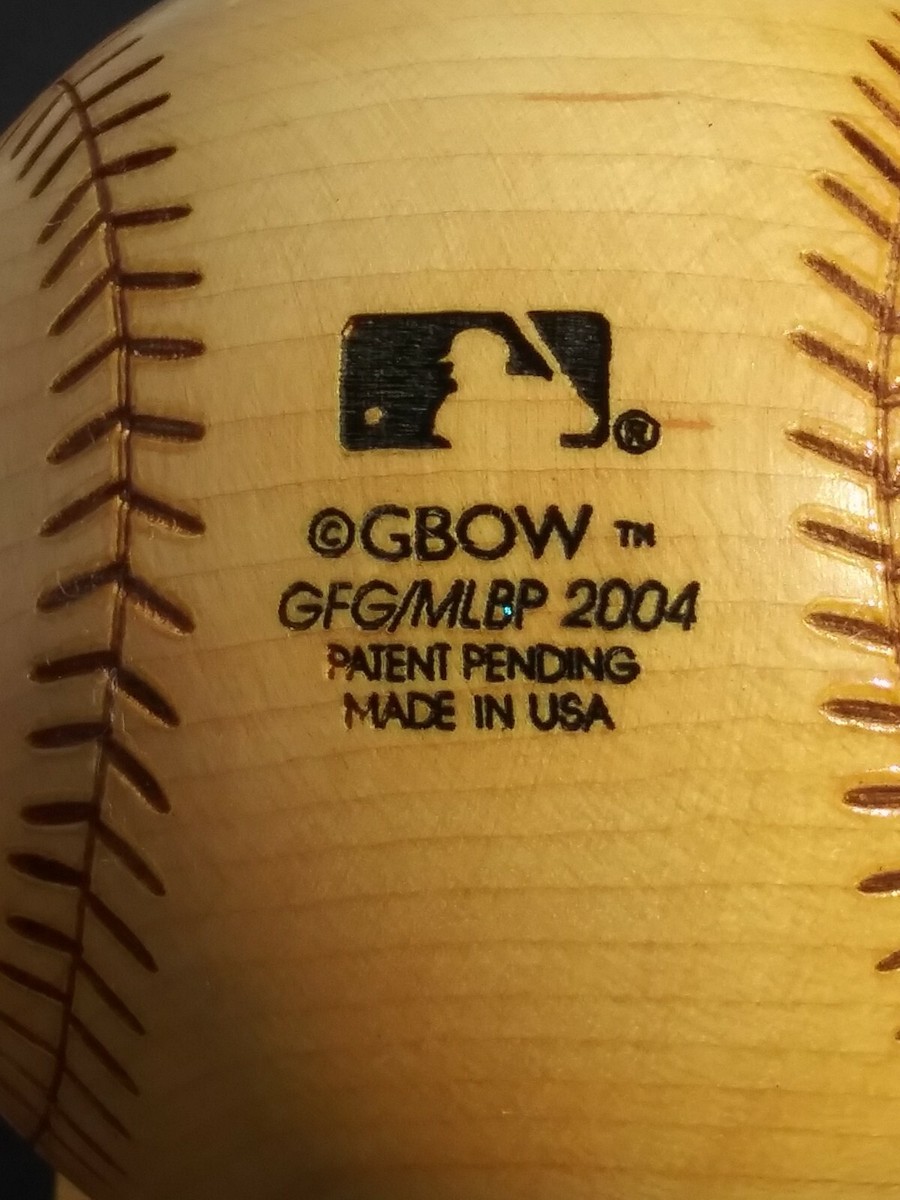 ®
©GBOW ™
GFG/MLBP 2004
PATENT PENDING
MADE IN USA